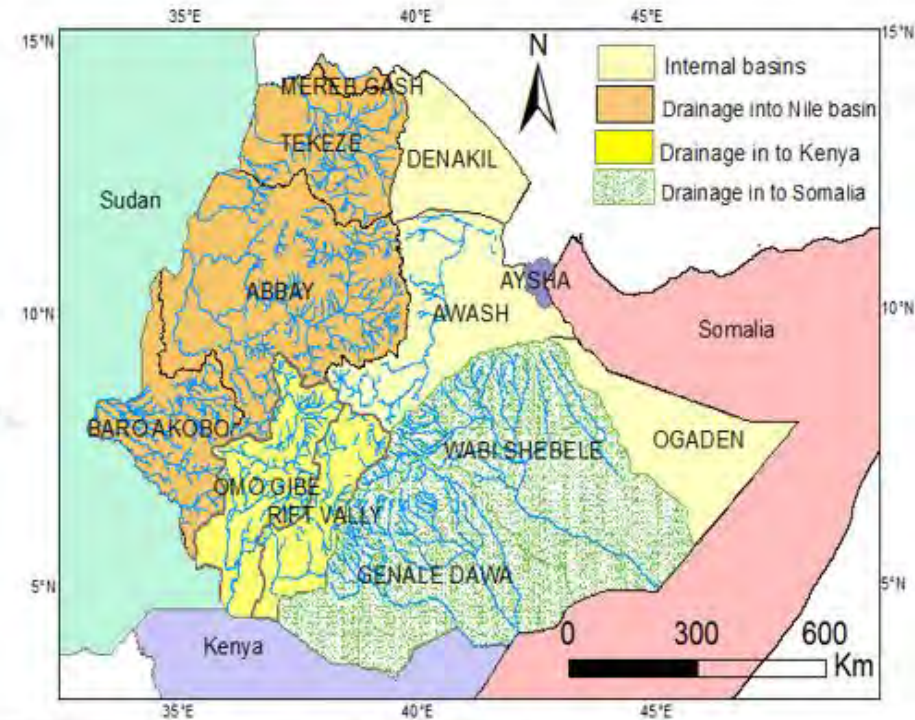 35°E 40°E 45°E
15°N 15°N
N
Internal basins
Drainage into Nile basin
Drainage in to Kenya
Drainage in to Somalia
MEREB GASH
TEKEZE
DENAKIL
Sudan
ABBAY
AYSHA
10°N 10°N
AWASH
Somalia
BARO AKOBO
WABI SHEBELE
OGADEN
OMO GIBE
RIFT VALLY
GENALE DAWA
5°N 5°N
Kenya
0 300 600
Km
35°E 40°E 45°E